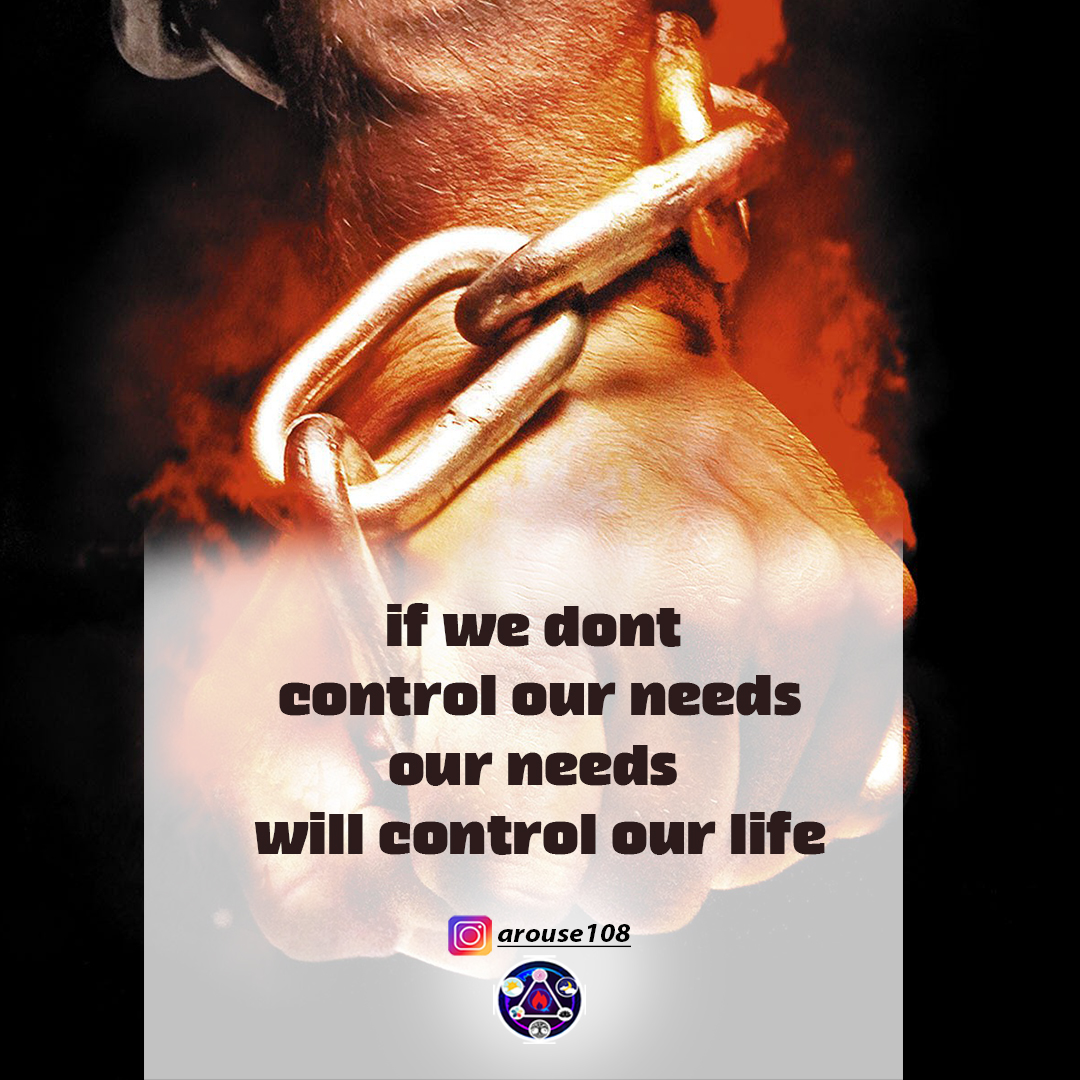 if we dont
control our needs
our needs
will control our life
arouse108